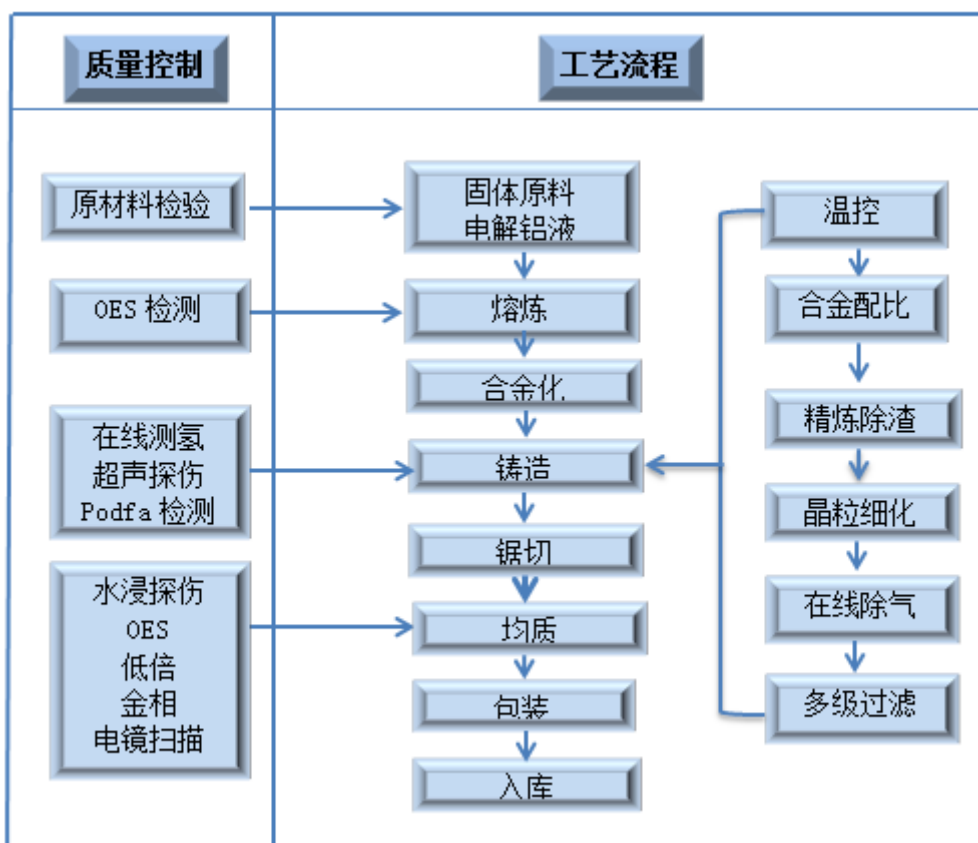 质量控制
工艺流程
原材料检验
OES 检测
在线测氢
超声探伤
Podfa 检测
水浸探伤
OES
低倍
金相
电镜扫描
固体原料
电解铝液
熔炼
合金化
铸造
锯切
均质
包装
入库
温控
合金配比
精炼除渣
晶粒细化
在线除气
多级过滤